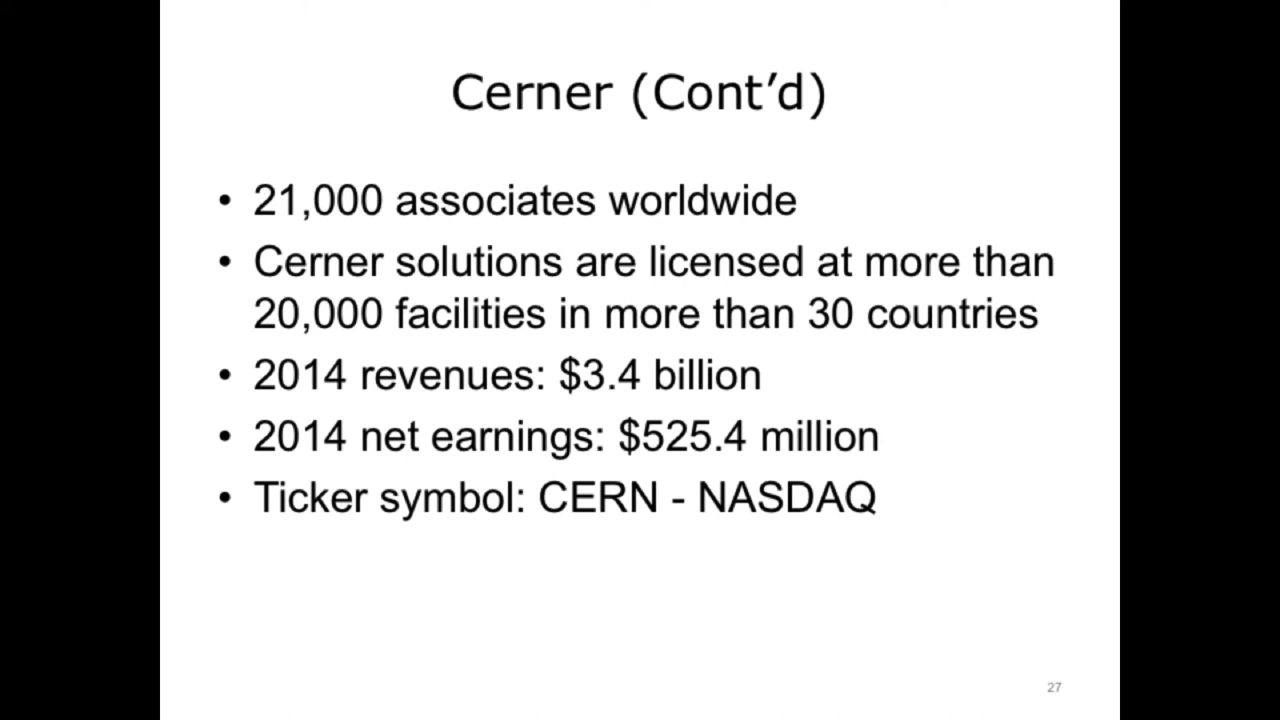 Cerner (Cont’d)
• 21,000 associates worldwide
• Cerner solutions are licensed at more than
20,000 facilities in more than 30 countries
• 2014 revenues: $3.4 billion
• 2014 net earnings: $525.4 million
• Ticker symbol: CERN - NASDAQ
27